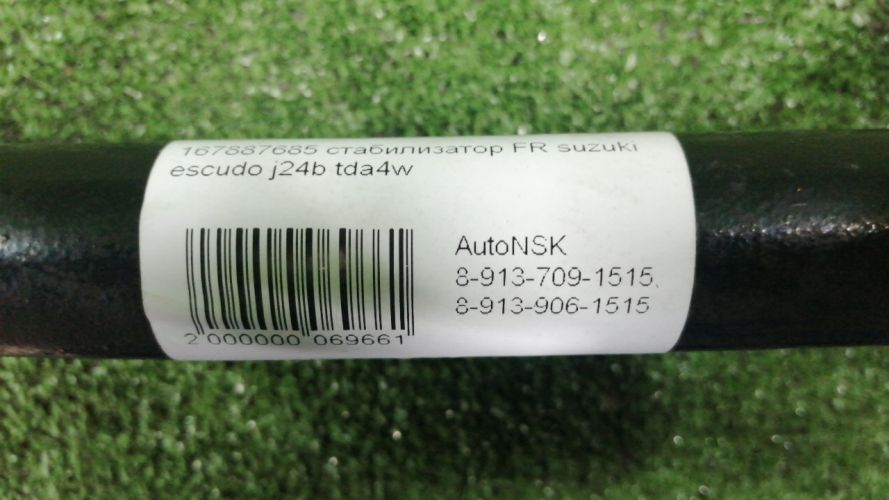 167887685 стабилизатор FR suzuki
escudo j24b tda4w
AutoNSK
8-913-709-1515,
8-913-906-1515
2 000000 069661